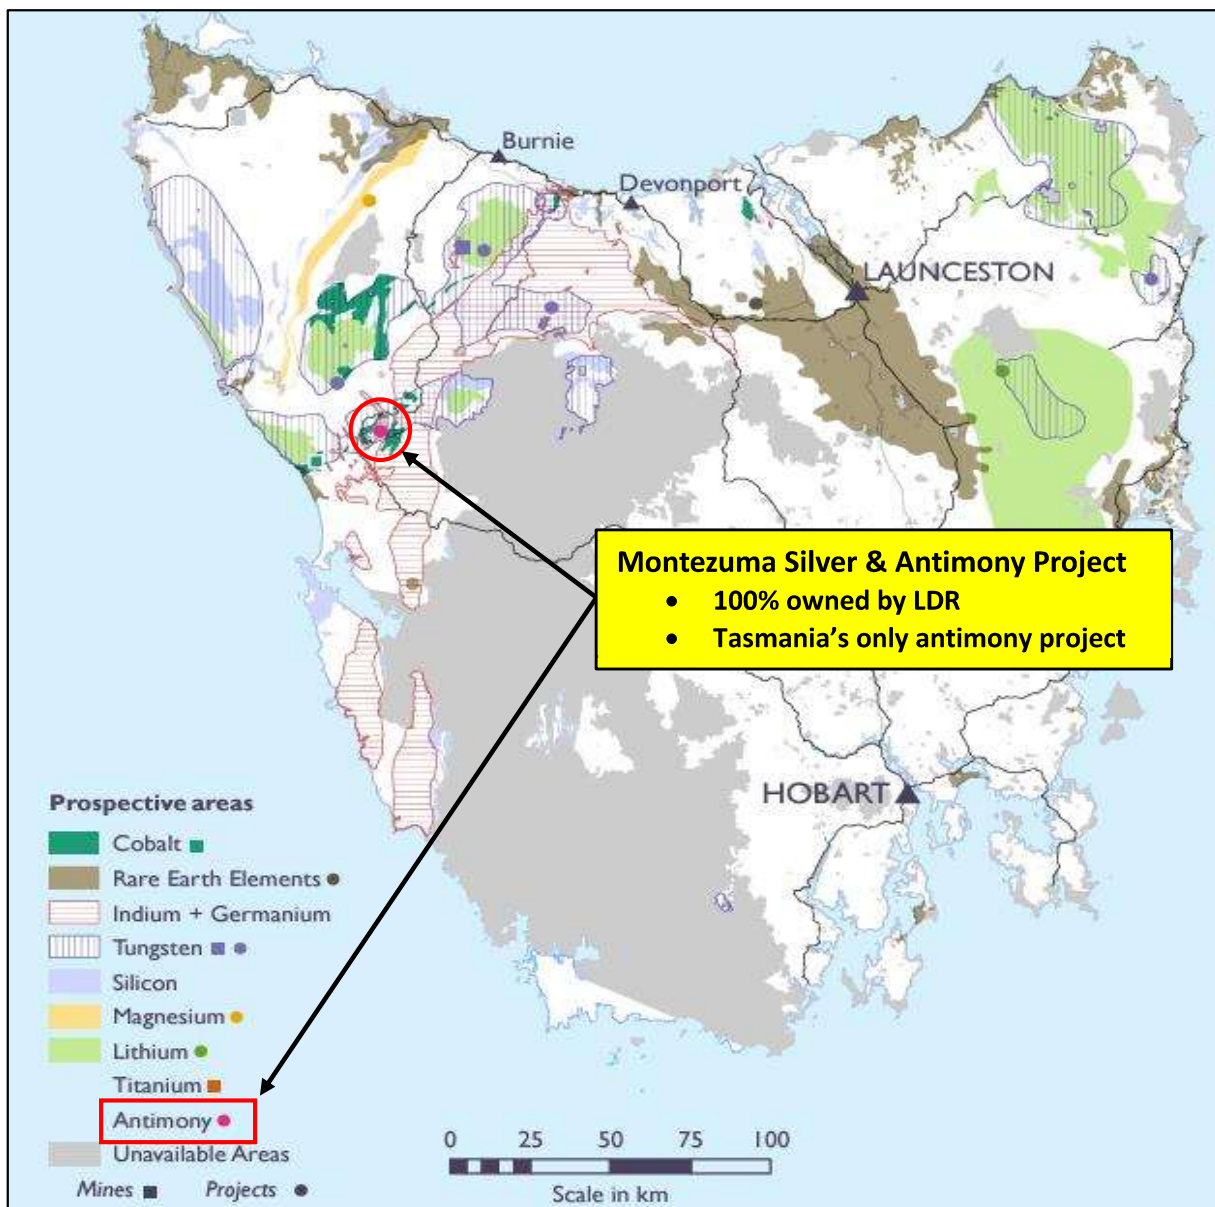 Burnie
Devonport
LAUNCESTON
Montezuma Silver & Antimony Project
• 100% owned by LDR
• Tasmania’s only antimony project
HOBART
Prospective areas
Cobalt
Rare Earth Elements
Indium + Germanium
Tungsten
Silicon
Magnesium
Lithium
Titanium
Antimony
Unavailable Areas
Mines Projects
0 25 50 75 100
Scale in km